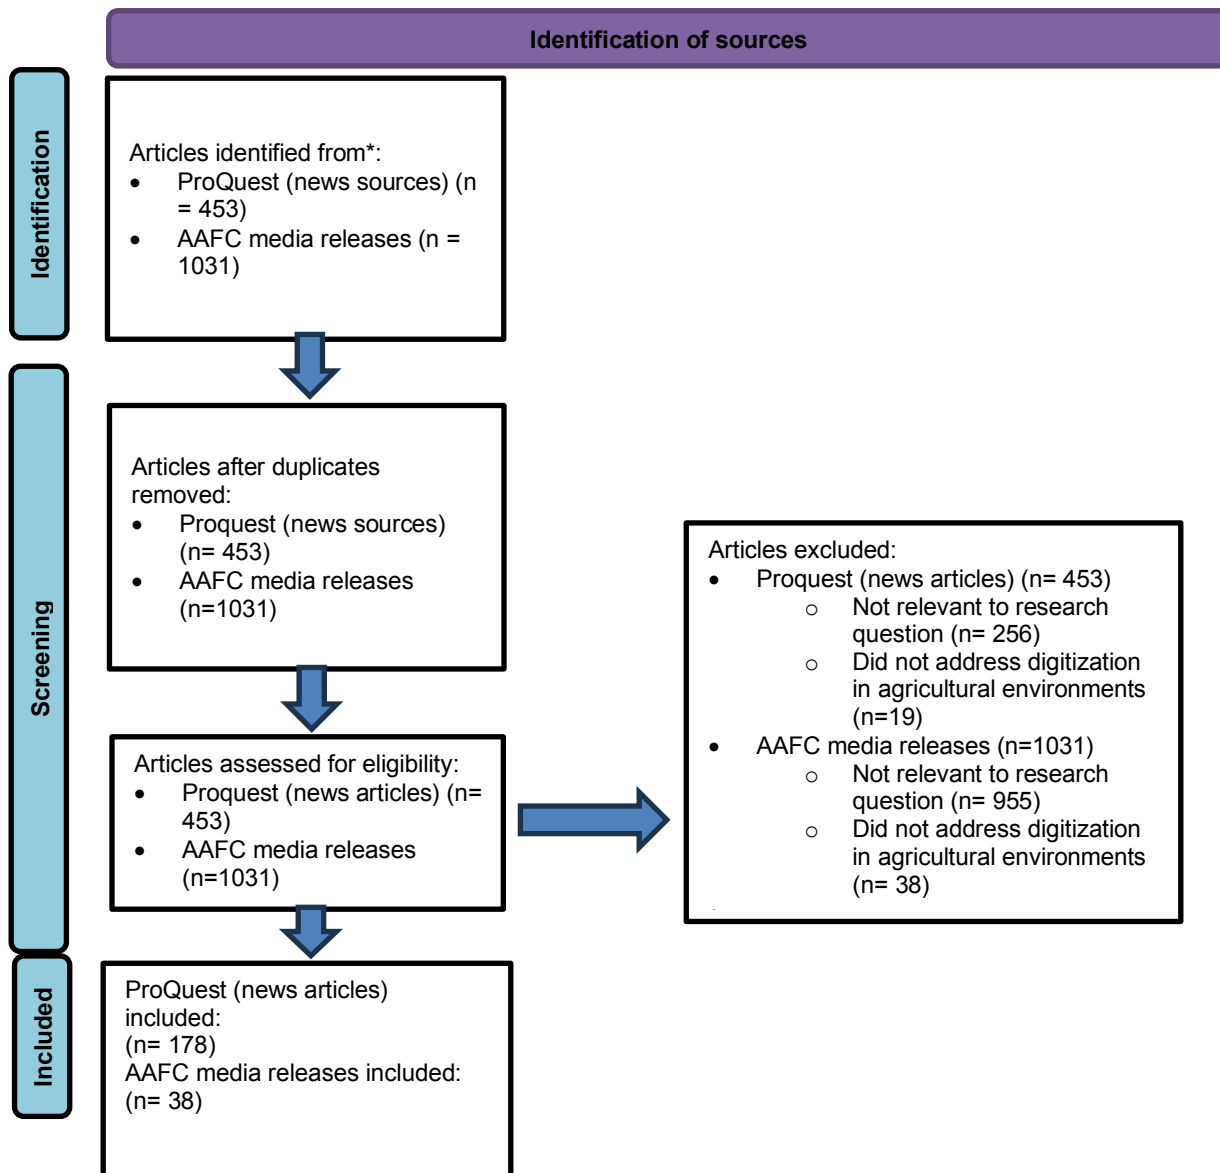 Identification of sources
Identification
Articles identified from*:
• ProQuest (news sources) (n
= 453)
• AAFC media releases (n =
1031)
Screening
Articles after duplicates
removed:
• Proquest (news sources)
(n= 453)
• AAFC media releases
(n=1031)
Articles assessed for eligibility:
• Proquest (news articles) (n=
453)
• AAFC media releases
(n=1031)
Articles excluded:
• Proquest (news articles) (n= 453)
o Not relevant to research
question (n= 256)
o Did not address digitization
in agricultural environments
(n=19)
• AAFC media releases (n=1031)
o Not relevant to research
question (n= 955)
o Did not address digitization
in agricultural environments
(n= 38)
Included
ProQuest (news articles)
included:
(n= 178)
AAFC media releases included:
(n= 38)